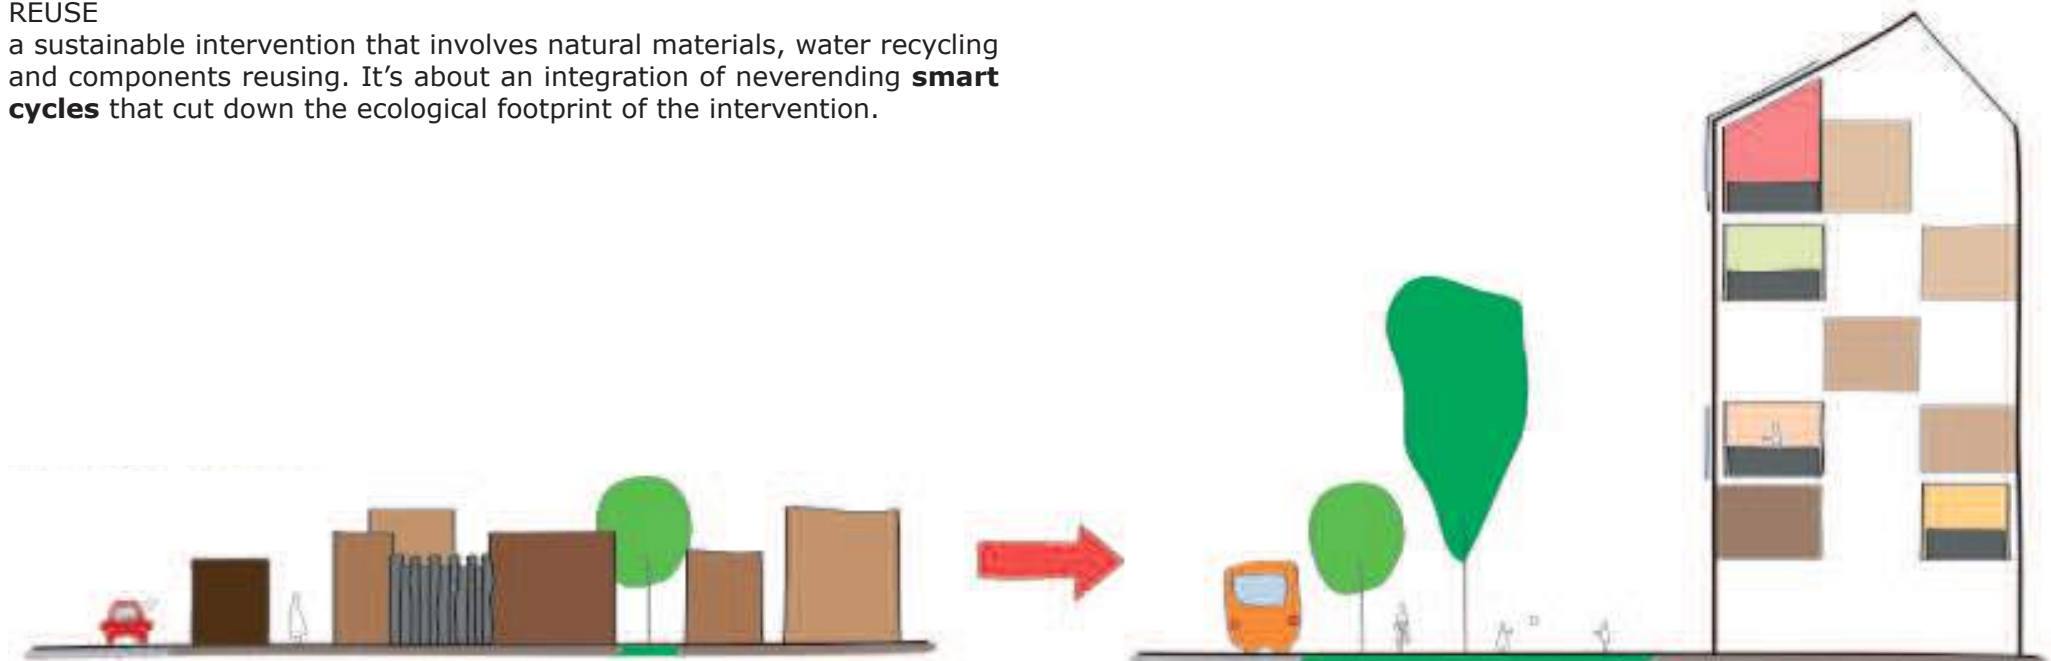 REUSE
a sustainable intervention that involves natural materials, water recycling
and components reusing. It’s about an integration of neverending smart
cycles that cut down the ecological footprint of the intervention.